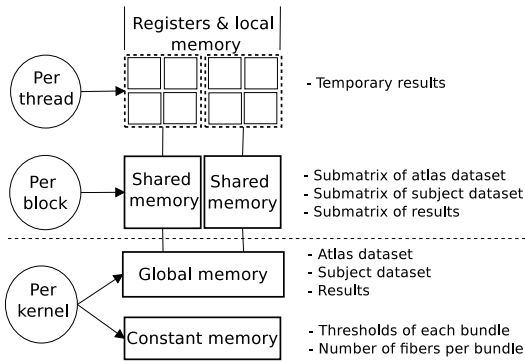 Registers & local
memory
Per
thread
- Temporary results
Per
block
Shared
memory
Shared
memory
- Submatrix of atlas dataset
- Submatrix of subject dataset
- Submatrix of results
Per
kernel
Global memory
- Atlas dataset
- Subject dataset
- Results
Constant memory
- Thresholds of each bundle
- Number of fibers per bundle